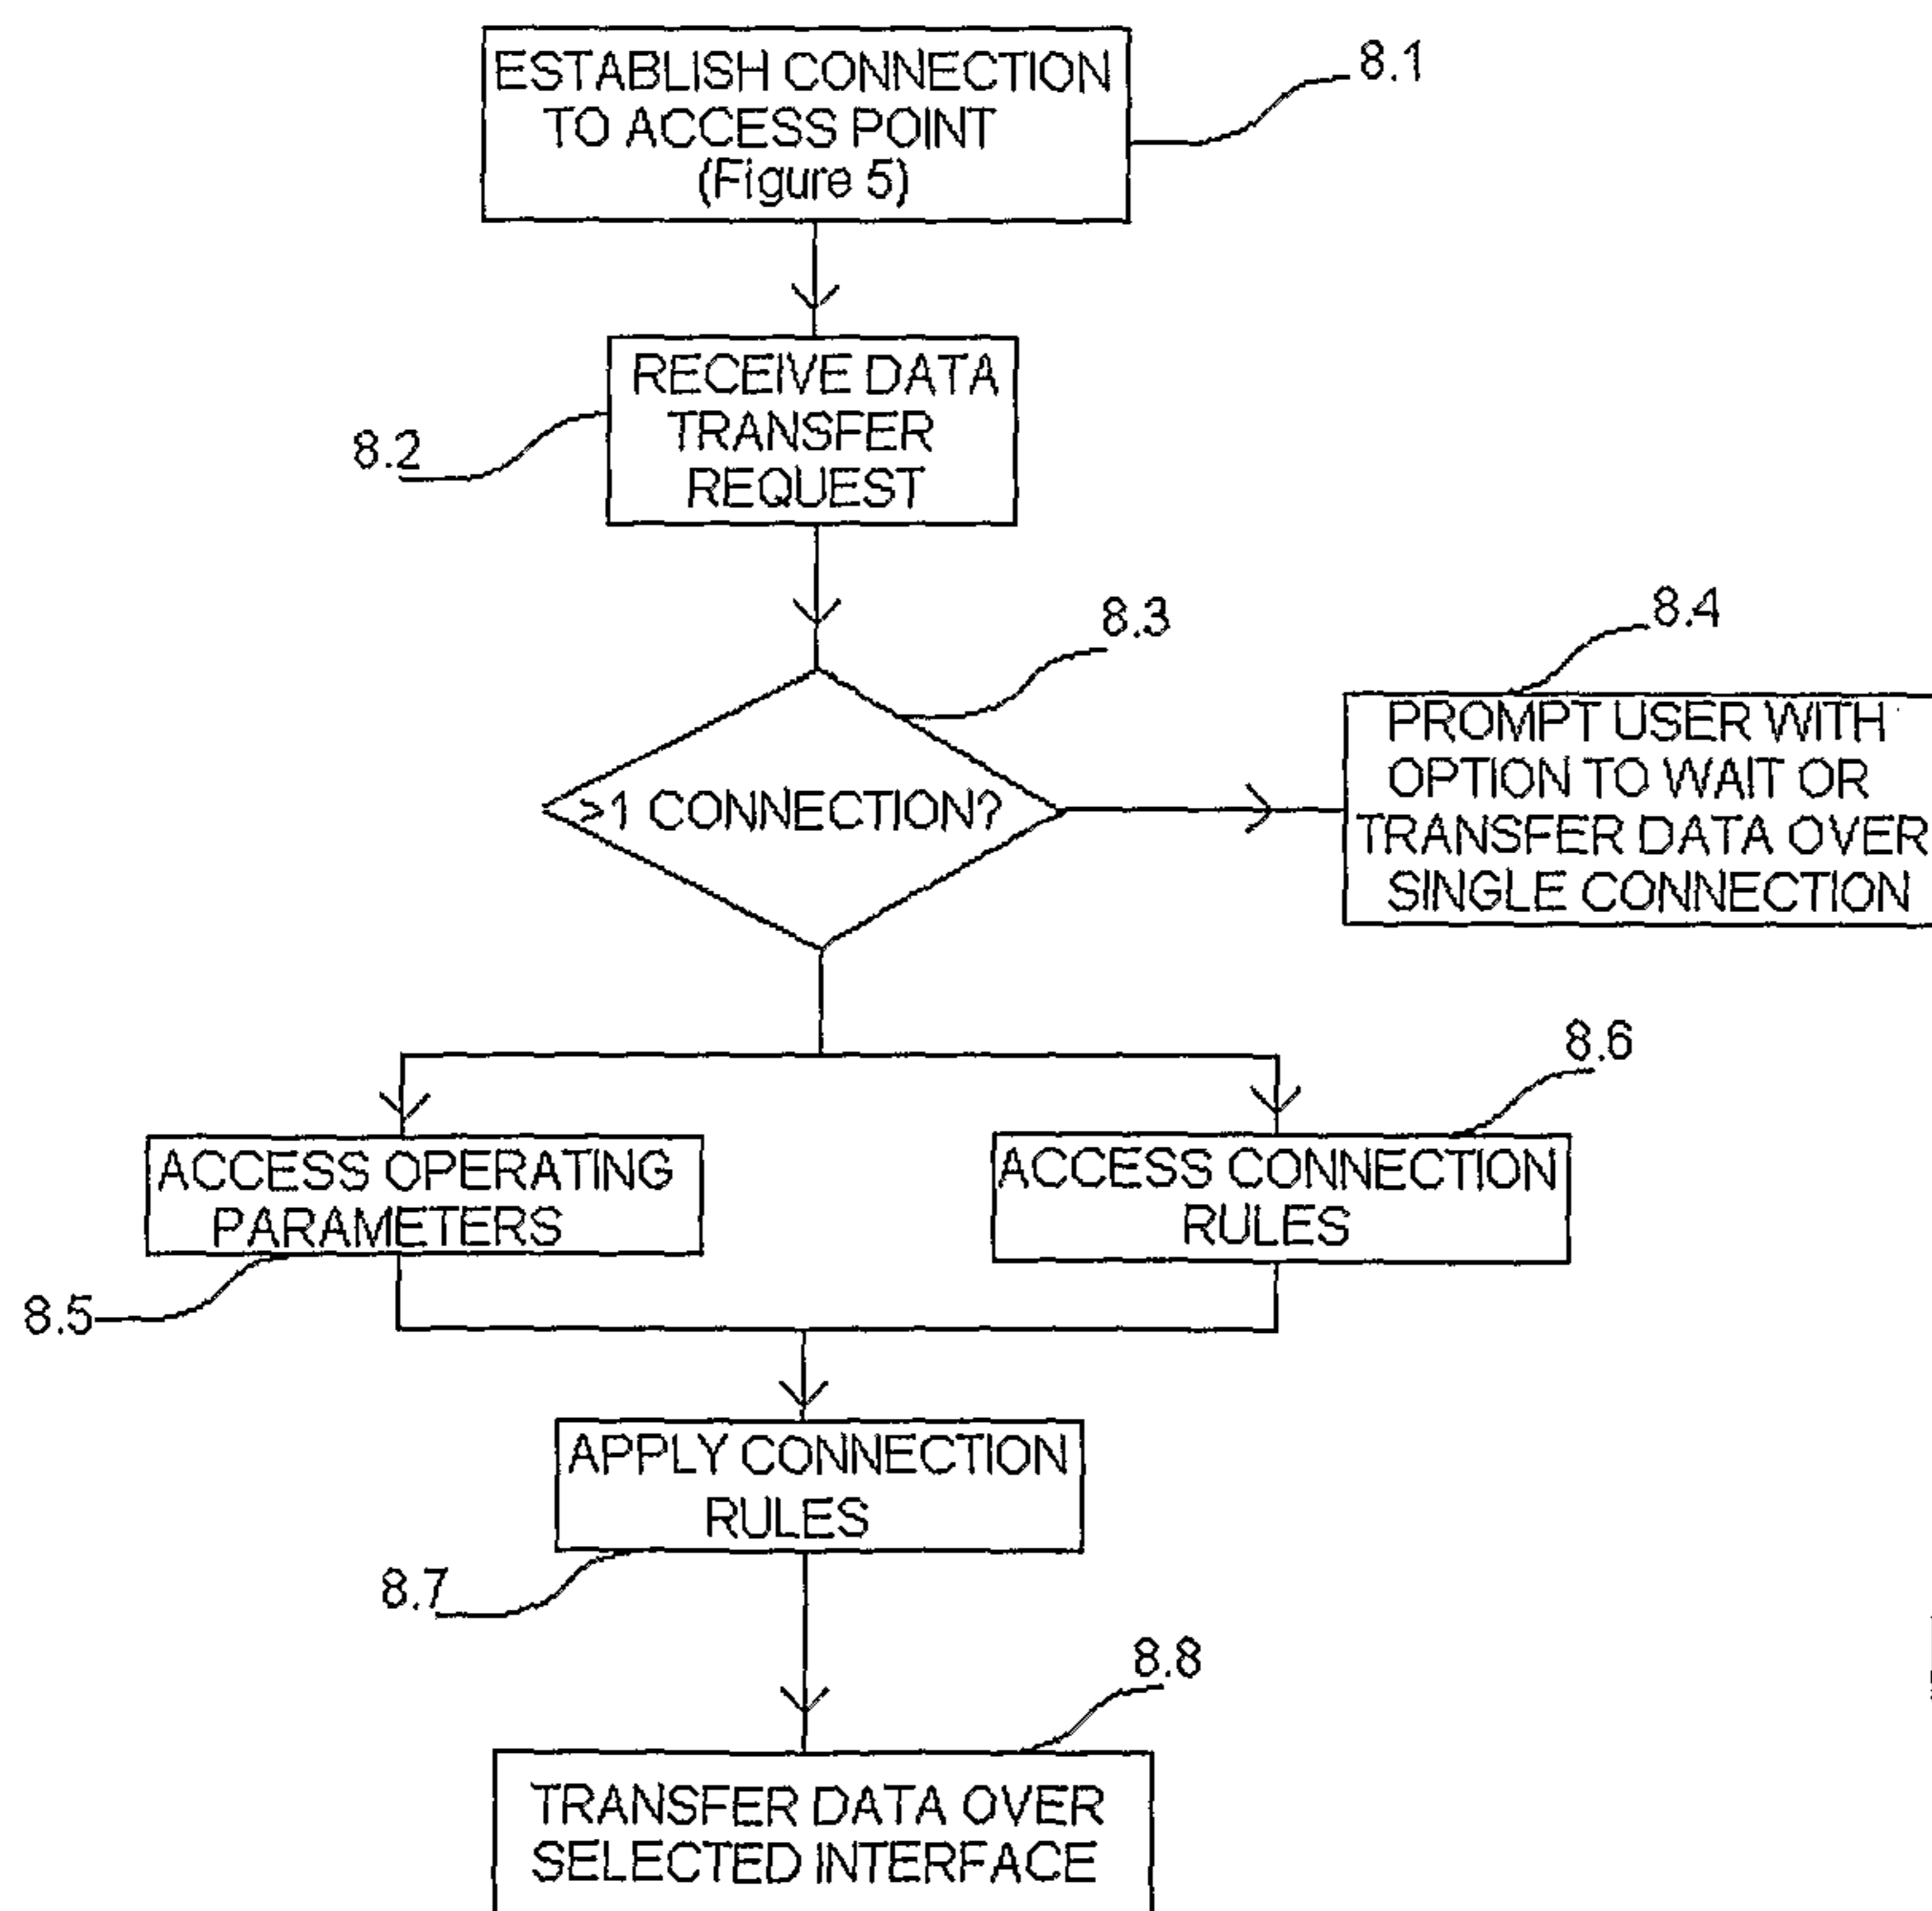 ESTABLISH CONNECTION
TO ACCESS POINT
(Figure 5)
8.1
RECEIVE DATA
TRANSFER
REQUEST
8.2
8.3
>1 CONNECTION?
8.4
PROMPT USER WITH
OPTION TO WAIT OR
TRANSFER DATA OVER
SINGLE CONNECTION
8.6
ACCESS OPERATING
PARAMETERS
8.5
ACCESS CONNECTION
RULES
APPLY CONNECTION
RULES
8.7
8.8
TRANSFER DATA OVER
SELECTED INTERFACE